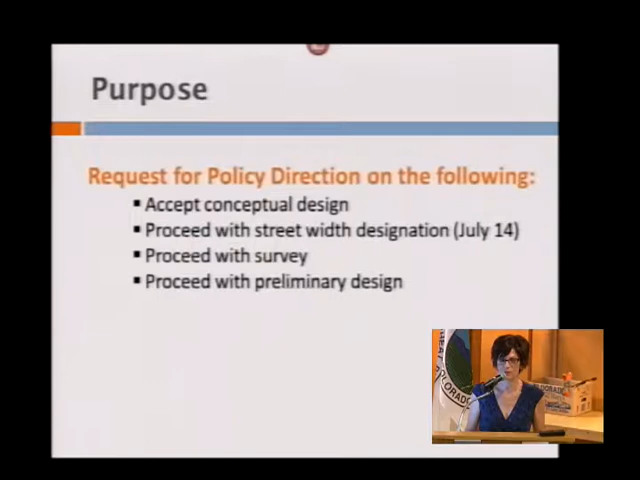 Purpose
Request for Policy Direction on the following:
▪ Accept conceptual design
▪ Proceed with street width designation (July 14)
▪ Proceed with survey
▪ Proceed with preliminary design